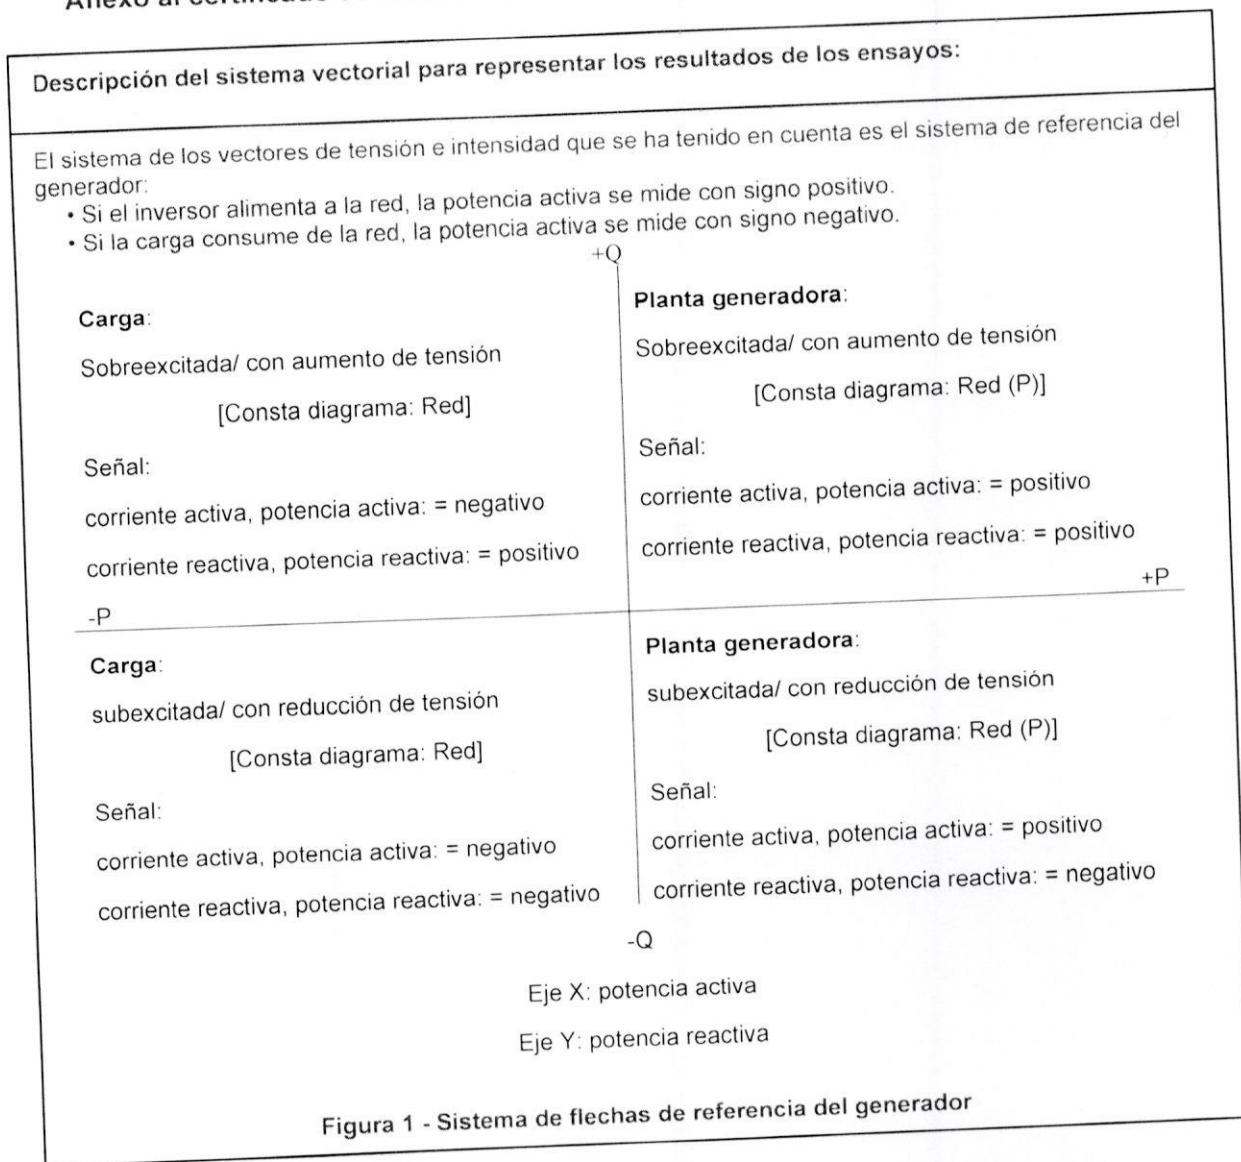 Descripción del sistema vectorial para representar los resultados de los ensayos:
El sistema de los vectores de tensión e intensidad que se ha tenido en cuenta es el sistema de referencia del
generador:
• Si el inversor alimenta a la red, la potencia activa se mide con signo positivo.
• Si la carga consume de la red, la potencia activa se mide con signo negativo.
+Q
Carga:
Sobreexcitada/ con aumento de tensión
[Consta diagrama: Red]
Señal:
corriente activa, potencia activa: = negativo
corriente reactiva, potencia reactiva: = positivo
-P
Planta generadora:
Sobreexcitada/ con aumento de tensión
[Consta diagrama: Red (P)]
Señal:
corriente activa, potencia activa: = positivo
corriente reactiva, potencia reactiva: = positivo
+P
Carga:
subexcitada/ con reducción de tensión
[Consta diagrama: Red]
Señal:
corriente activa, potencia activa: = negativo
corriente reactiva, potencia reactiva: = negativo
Planta generadora:
subexcitada/ con reducción de tensión
[Consta diagrama: Red (P)]
Señal:
corriente activa, potencia activa: = positivo
corriente reactiva, potencia reactiva: = negativo
-Q
Eje X: potencia activa
Eje Y: potencia reactiva
Figura 1 - Sistema de flechas de referencia del generador